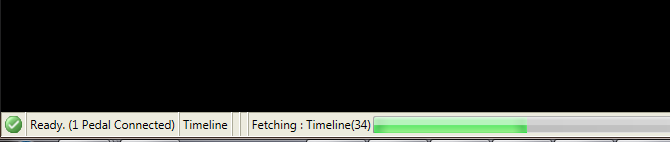 Ready. (1 Pedal Connected) Timeline Fetching : Timeline(34)